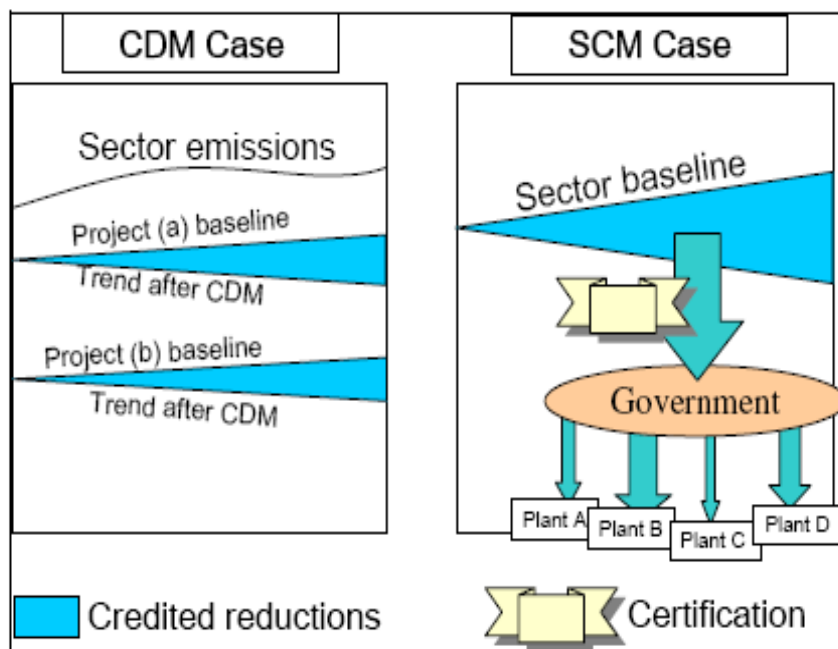 CDM Case
Sector emissions
Project (a) baseline
Trend after CDM
Project (b) baseline
Trend after CDM
SCM Case
Sector baseline
Government
Plant A
Plant B
Plant C
Plant D
Credited reductions
Certification